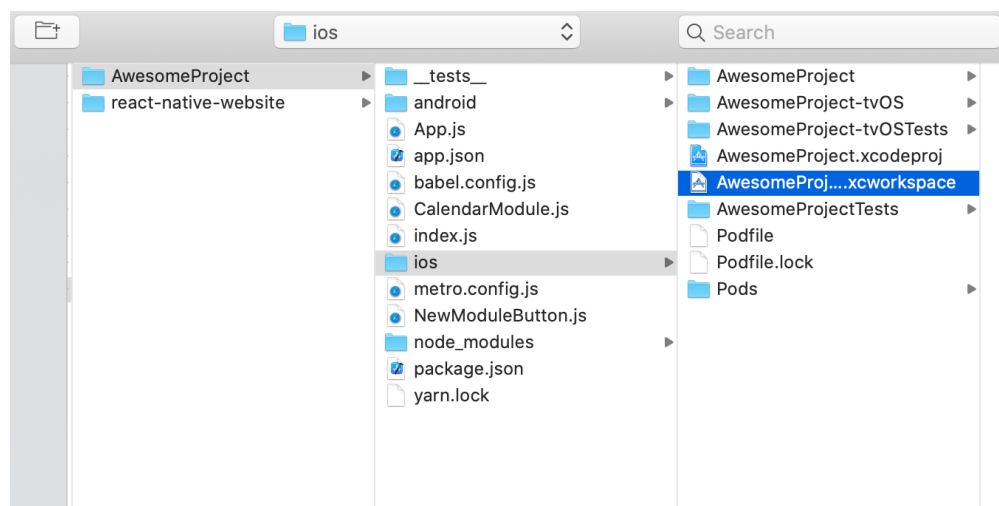 ios
Search
AwesomeProject
react-native-website
__tests__
android
App.js
app.json
babel.config.js
CalendarModule.js
index.js
ios
metro.config.js
NewModuleButton.js
node_modules
package.json
yarn.lock
AwesomeProject
AwesomeProject-tvOS
AwesomeProject-tvOSTests
AwesomeProject.xcodeproj
AwesomeProj....xcworkspace
AwesomeProjectTests
Podfile
Podfile.lock
Pods